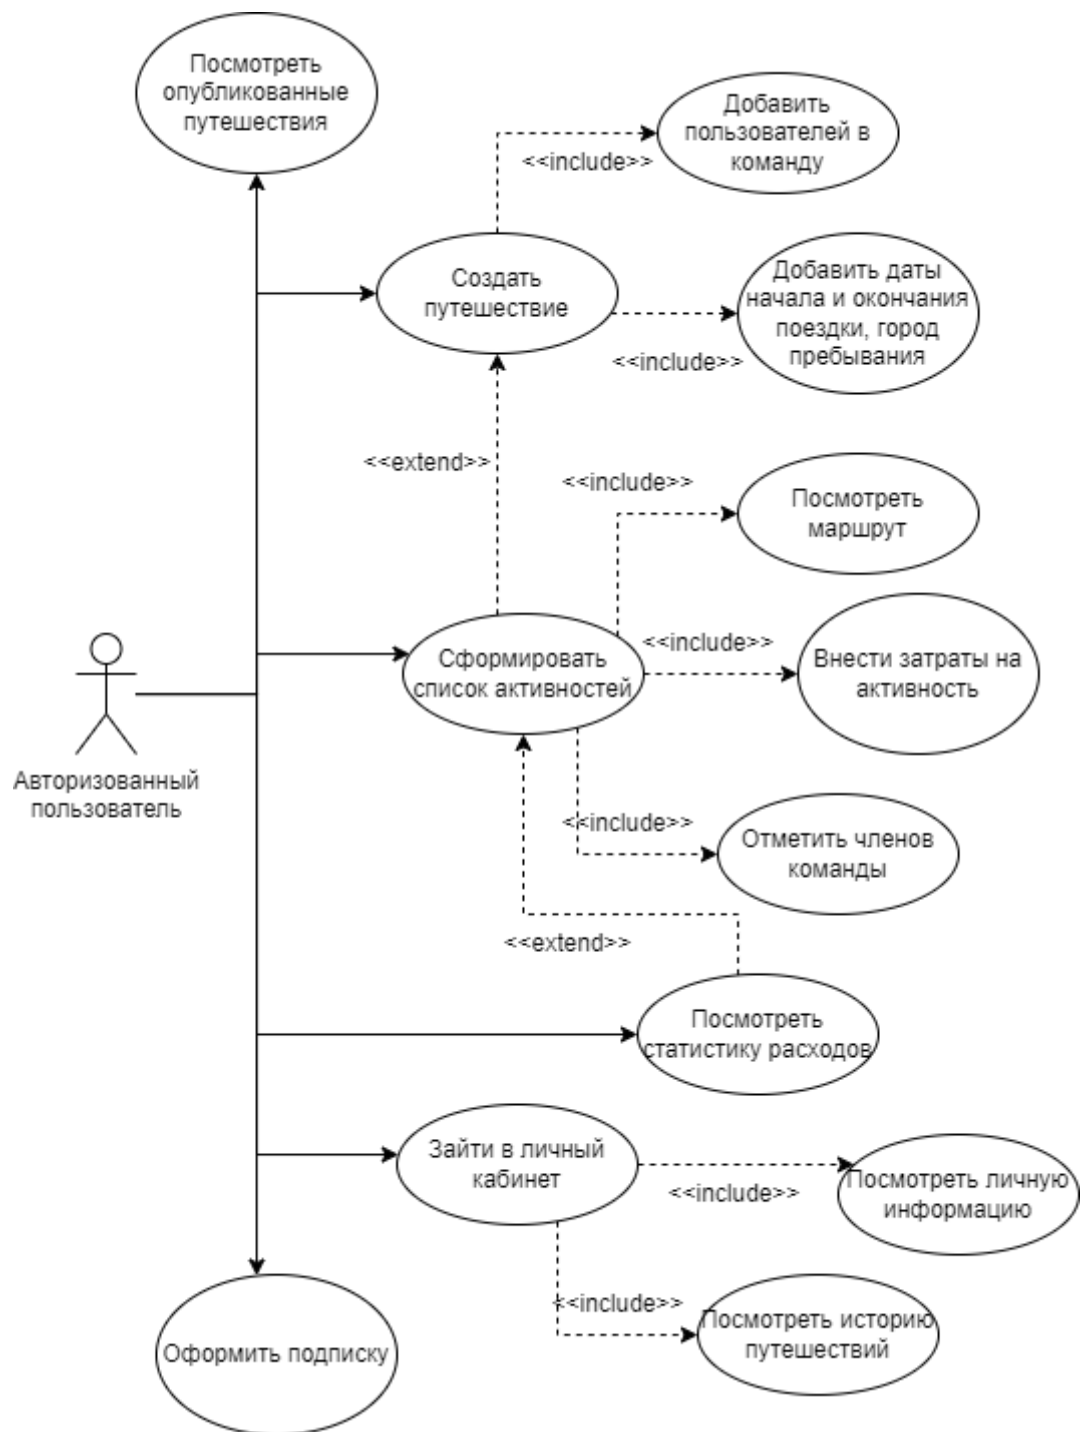 Посмотреть
опубликованные
путешествия
Добавить
пользователей в
команду
<<include>>
Создать
путешествие
Добавить даты
начала и окончания
поездки, город
пребывания
<<include>>
<<extend>>
<<include>>
Посмотреть
маршрут
Сформировать
список активностей
<<include>>
Внести затраты на
активность
Авторизованный
пользователь
<<include>>
Отметить членов
команды
<<extend>>
Посмотреть
статистику расходов
Зайти в личный
кабинет
<<include>>
Посмотреть личную
информацию
<<include>>
Посмотреть историю
путешествий
Оформить подписку